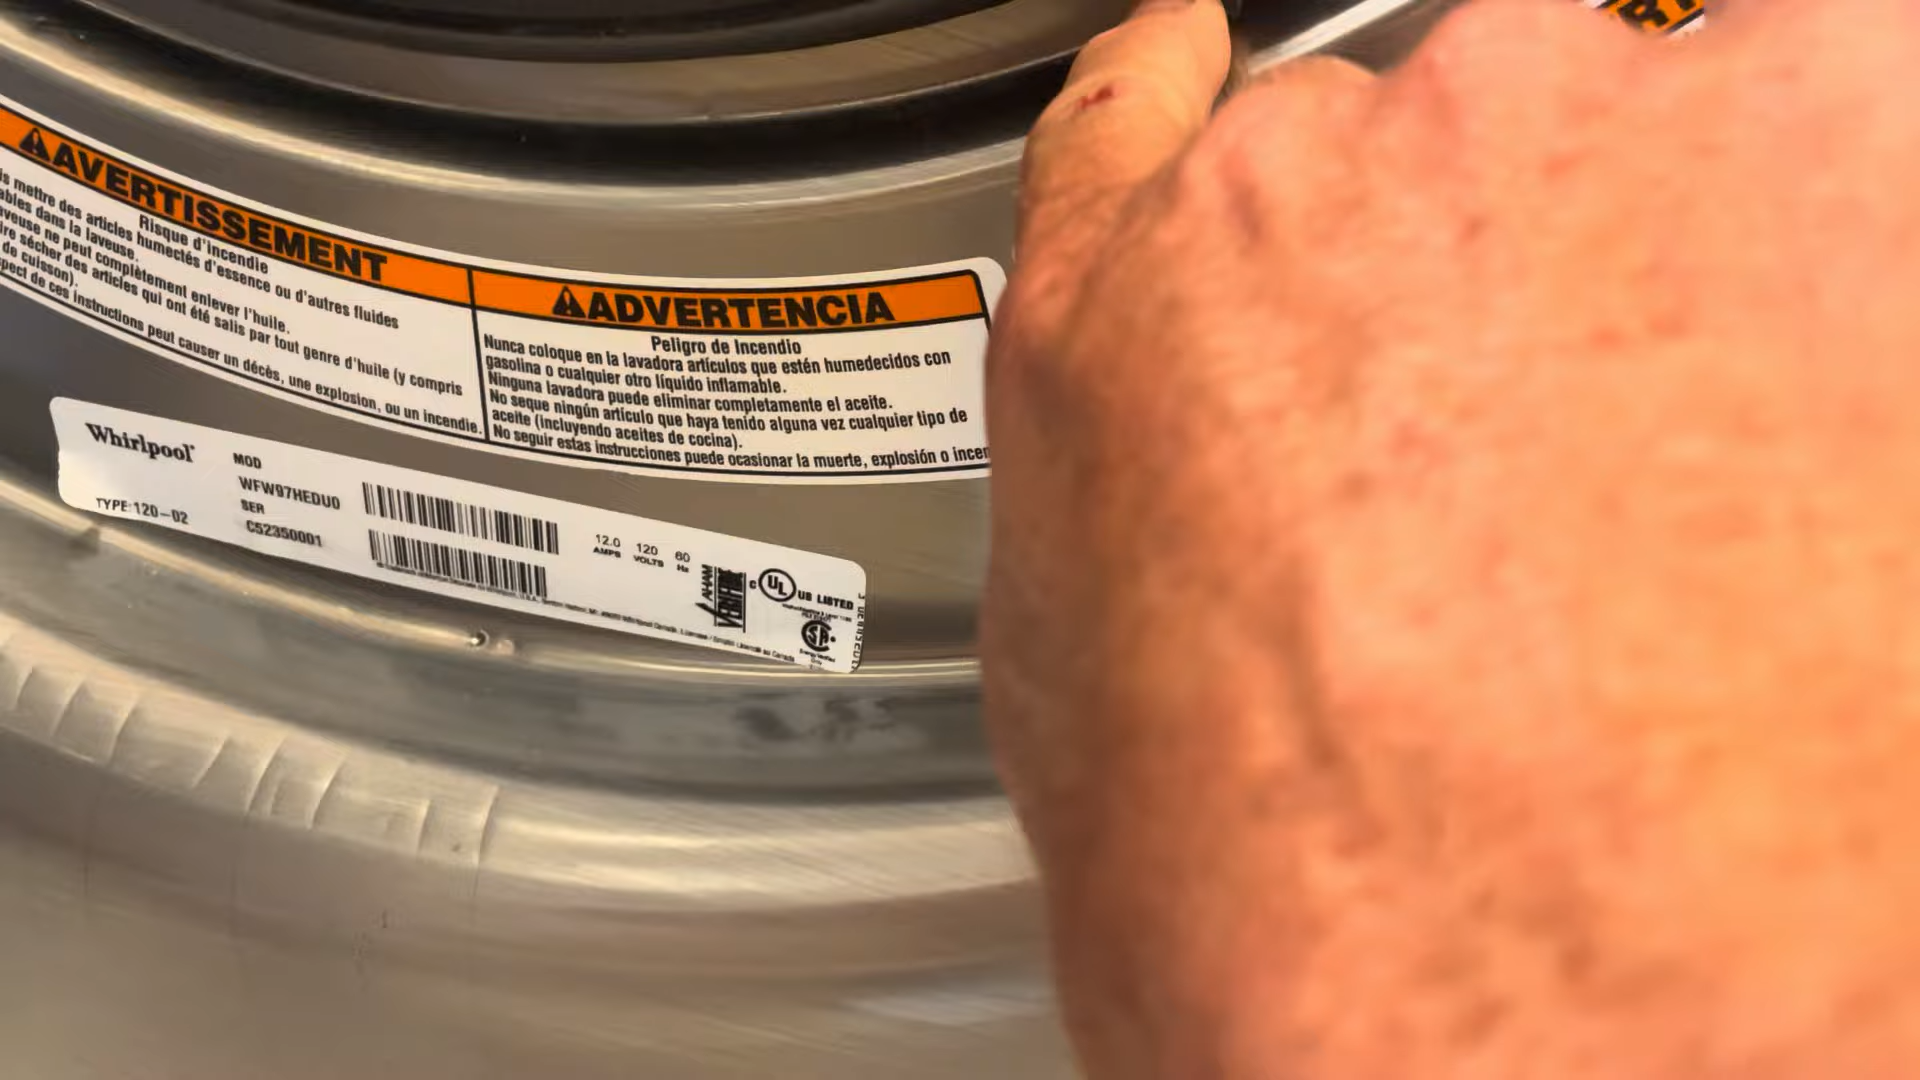 AVERTISSEMENT
Risque d'incendie
is mettre des articles humectés d'essence ou d'autres fluides
ables dans la laveuse.
aveuse ne peut complètement enlever l'huile.
ire sécher des articles qui ont été salis par tout genre d'huile (y compris
de cuisson).
pect de ces instructions peut causer un décès, une explosion, ou un incendie.
ADVERTENCIA
Peligro de Incendio
Nunca coloque en la lavadora artículos que estén humedecidos con
gasolina o cualquier otro líquido inflamable.
Ninguna lavadora puede eliminar completamente el aceite.
No seque ningún artículo que haya tenido alguna vez cualquier tipo de
aceite (incluyendo aceites de cocina).
No seguir estas instrucciones puede ocasionar la muerte, explosión o incen
Whirlpool
TYPE:120-02
MOD
WFW97HEDU0
SER
C52350001
12.0 120 60
AMPS VOLTS Hz
AHAM
VERIFIDE
C UL US LISTED